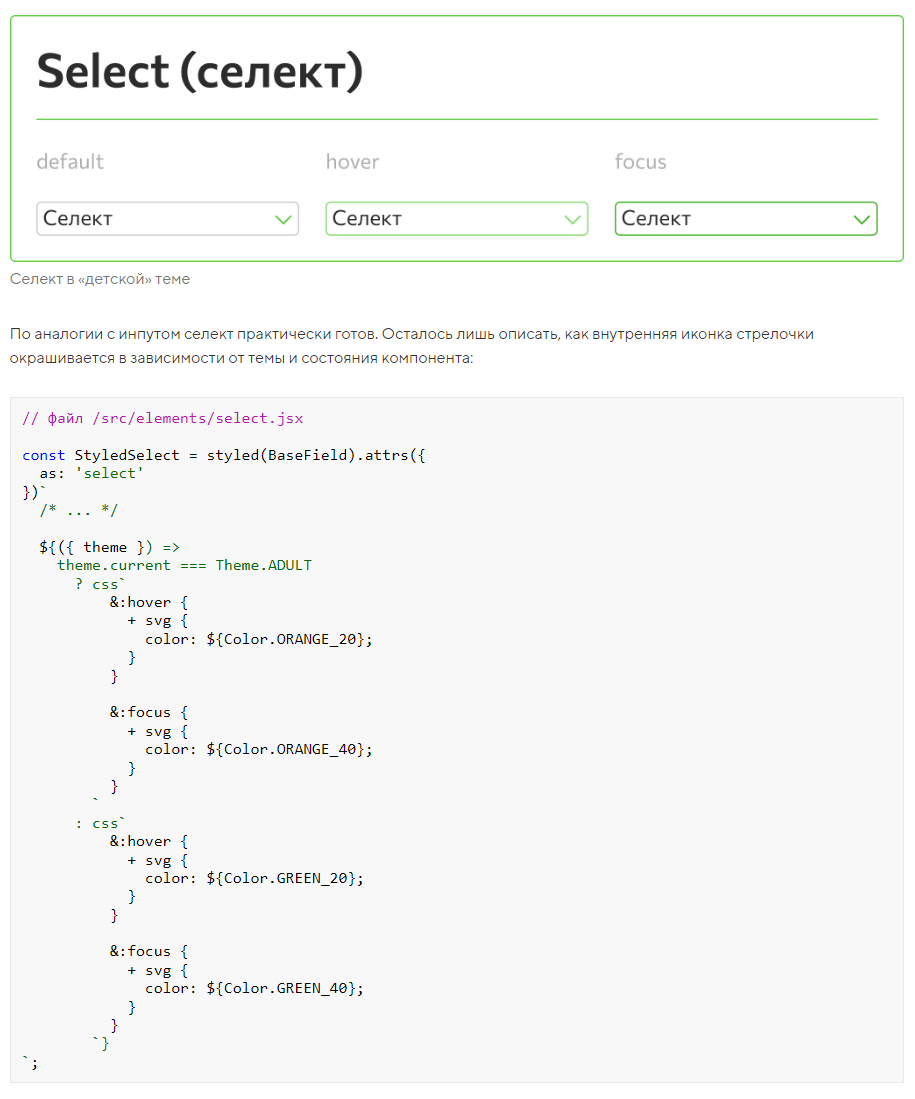 Select (селект)
default hover focus
Селект Селект Селект
Селект в «детской» теме
По аналогии с инпутом селект практически готов. Осталось лишь описать, как внутренняя иконка стрелочки
окрашивается в зависимости от темы и состояния компонента:
// файл /src/elements/select.jsx
const StyledSelect = styled(BaseField).attrs({
  as: 'select'
})`
  /* ... */
  ${({ theme }) =>
    theme.current === Theme.ADULT
      ? css`
          &:hover {
            + svg {
              color: ${Color.ORANGE_20};
            }
          }
          &:focus {
            + svg {
              color: ${Color.ORANGE_40};
            }
          }
        `
      : css`
          &:hover {
            + svg {
              color: ${Color.GREEN_20};
            }
          }
          &:focus {
            + svg {
              color: ${Color.GREEN_40};
            }
          }
        `}
`;